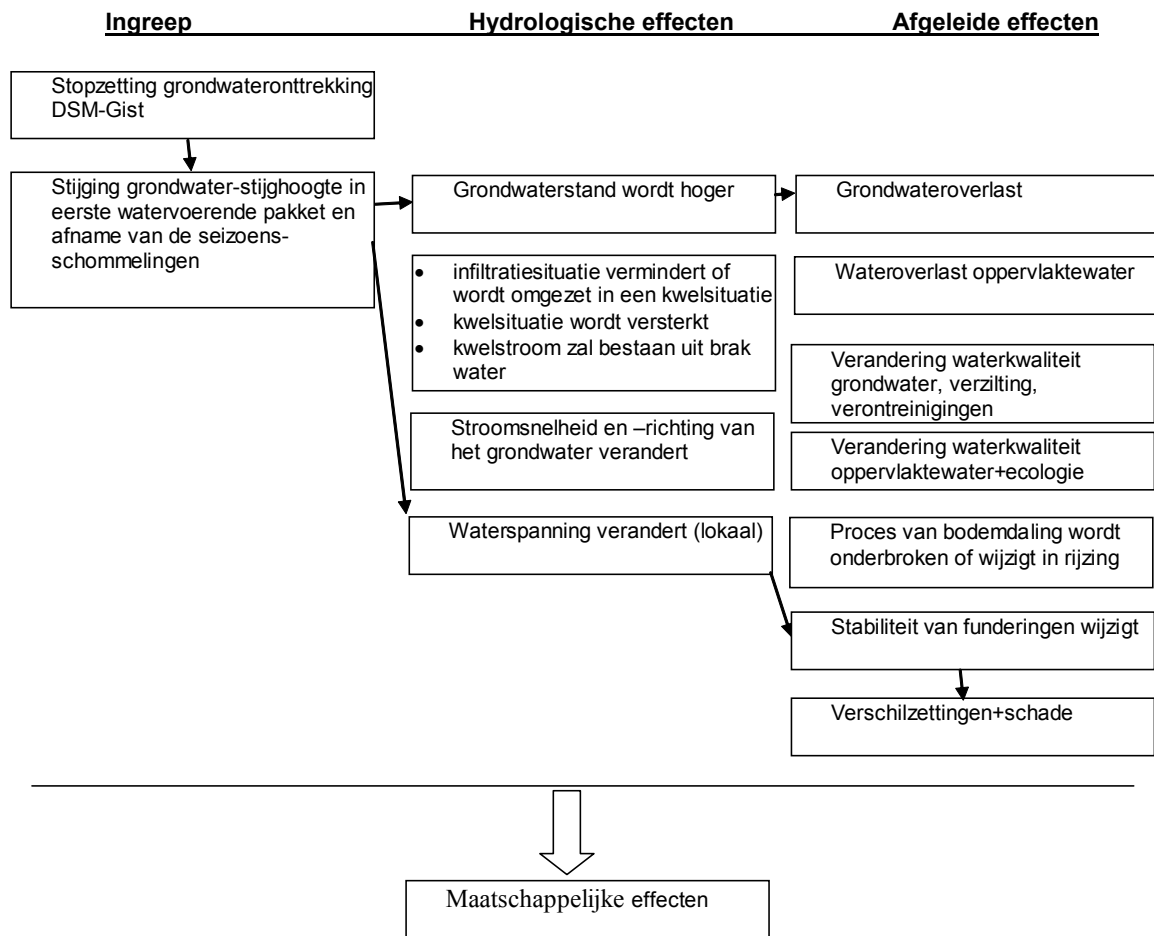 Ingreep
Hydrologische effecten
Afgeleide effecten
Stopzetting grondwateronttrekking
DSM-Gist
Stijging grondwater-stijghoogte in
eerste watervoerende pakket en
afname van de seizoens-
schommelingen
Grondwaterstand wordt hoger
• infiltratiesituatie vermindert of
wordt omgezet in een kwelsituatie
• kwelsituatie wordt versterkt
• kwelstroom zal bestaan uit brak
water
Stroomsnelheid en –richting van
het grondwater verandert
Waterspanning verandert (lokaal)
Grondwateroverlast
Wateroverlast oppervlaktewater
Verandering waterkwaliteit
grondwater, verzilting,
verontreinigingen
Verandering waterkwaliteit
oppervlaktewater+ecologie
Proces van bodemdaling wordt
onderbroken of wijzigt in rijzing
Stabiliteit van funderingen wijzigt
Verschilzettingen+schade
Maatschappelijke effecten